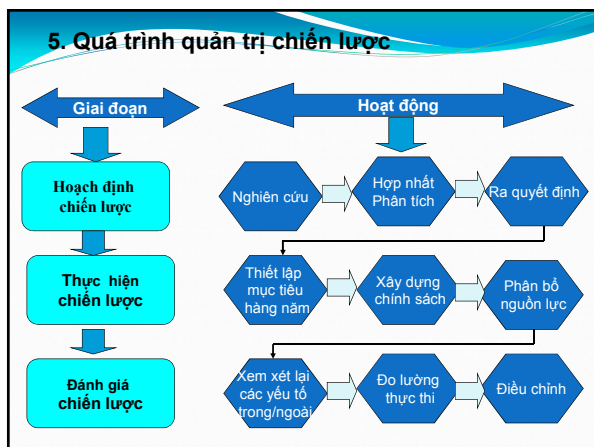 5. Quá trình quản trị chiến lược
Giai đoạn
Hoạt động
Hoạch định
chiến lược
Nghiên cứu
Hợp nhất
Phân tích
Ra quyết định
Thực hiện
chiến lược
Thiết lập
mục tiêu
hàng năm
Xây dựng
chính sách
Phân bổ
nguồn lực
Đánh giá
chiến lược
Xem xét lại
các yếu tố
trong/ngoài
Đo lường
thực thi
Điều chỉnh